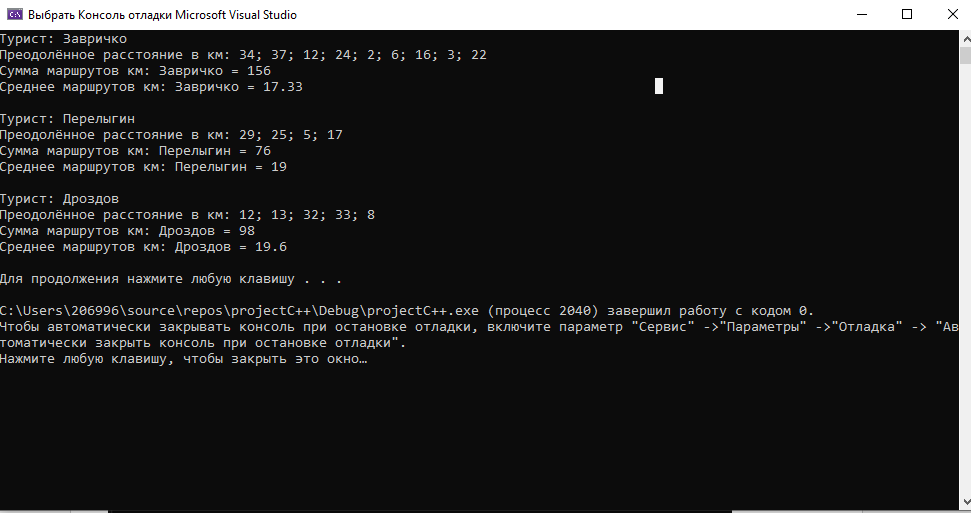 Выбрать Консоль отладки Microsoft Visual Studio
Турист: Завричко
Преодолённое расстояние в км: 34; 37; 12; 24; 2; 6; 16; 3; 22
Сумма маршрутов км: Завричко = 156
Среднее маршрутов км: Завричко = 17.33
Турист: Перелыгин
Преодолённое расстояние в км: 29; 25; 5; 17
Сумма маршрутов км: Перелыгин = 76
Среднее маршрутов км: Перелыгин = 19
Турист: Дроздов
Преодолённое расстояние в км: 12; 13; 32; 33; 8
Сумма маршрутов км: Дроздов = 98
Среднее маршрутов км: Дроздов = 19.6
Для продолжения нажмите любую клавишу . . .
C:\Users\206996\source\repos\projectC++\Debug\projectC++.exe (процесс 2040) завершил работу с кодом 0.
Чтобы автоматически закрывать консоль при остановке отладки, включите параметр "Сервис" ->"Параметры" ->"Отладка" -> "Ав
томатически закрыть консоль при остановке отладки".
Нажмите любую клавишу, чтобы закрыть это окно…